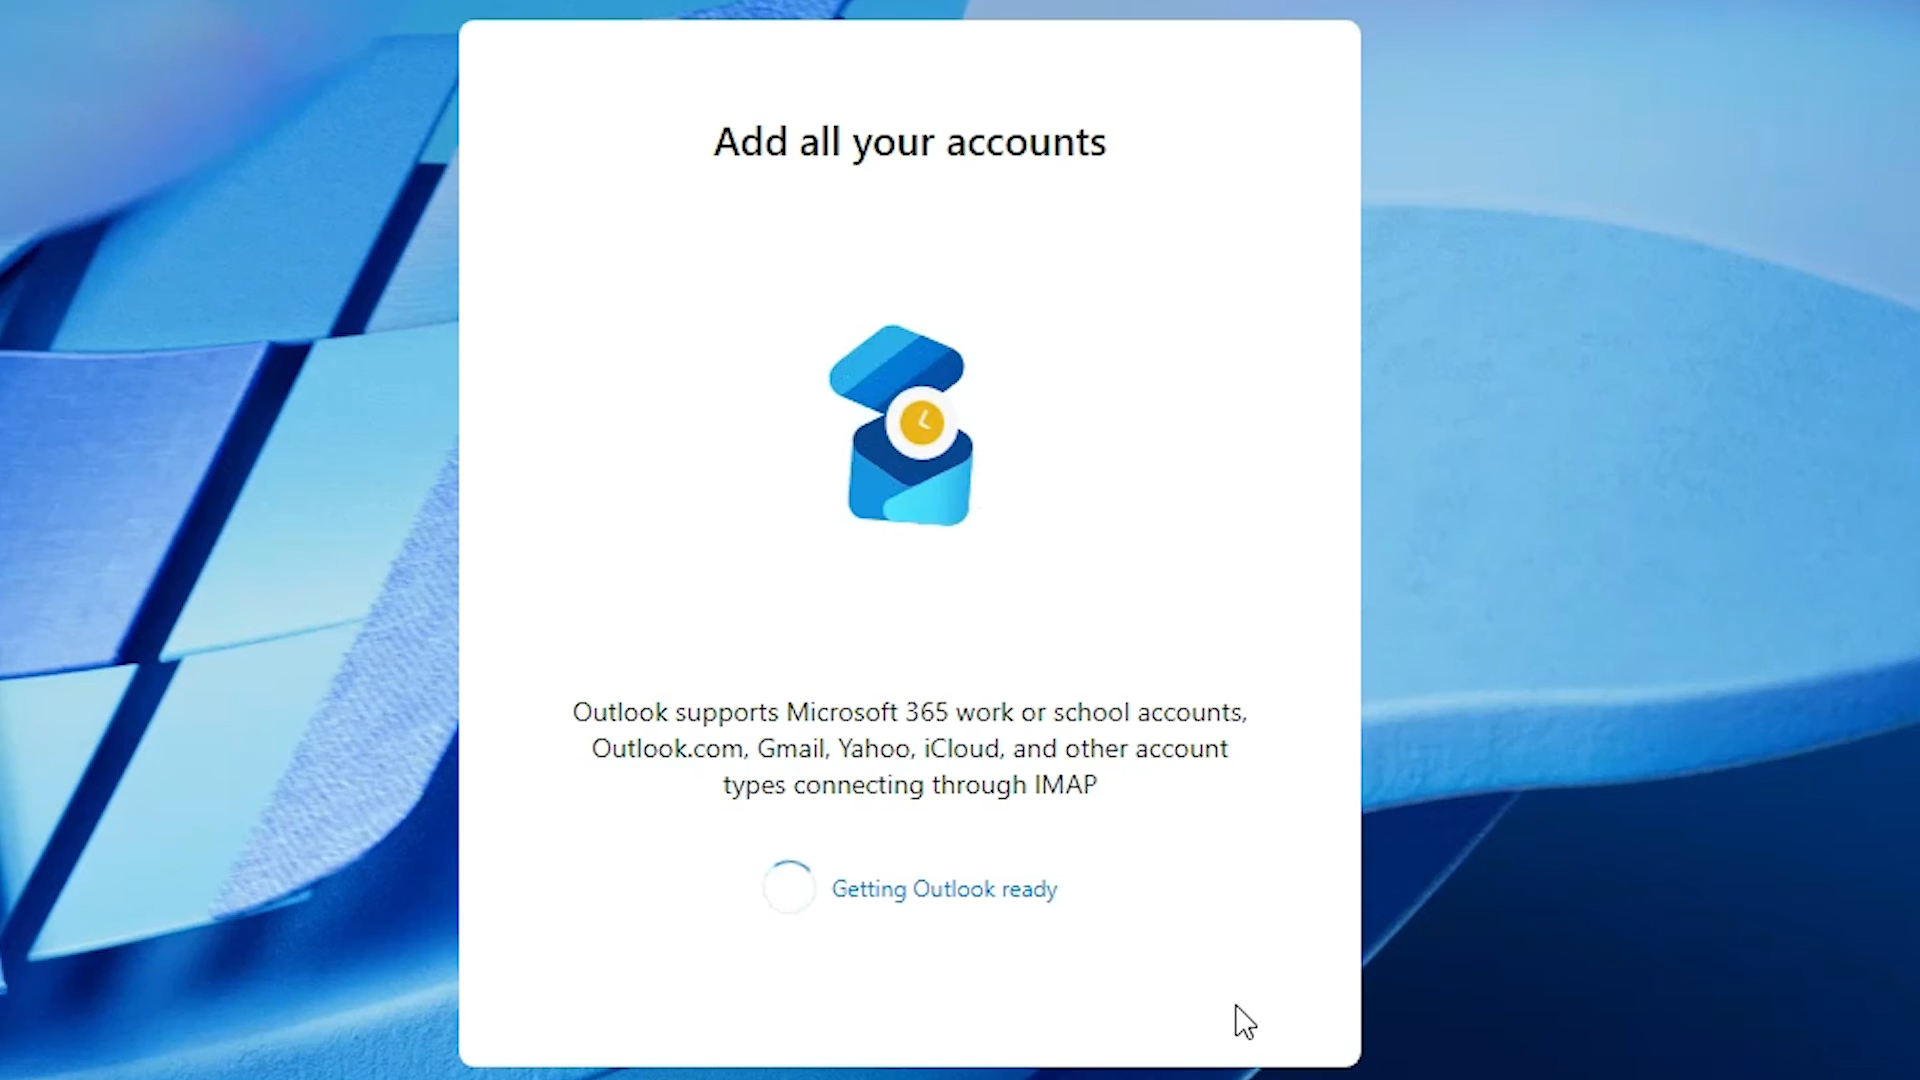 Add all your accounts
Outlook supports Microsoft 365 work or school accounts,
Outlook.com, Gmail, Yahoo, iCloud, and other account
types connecting through IMAP
Getting Outlook ready